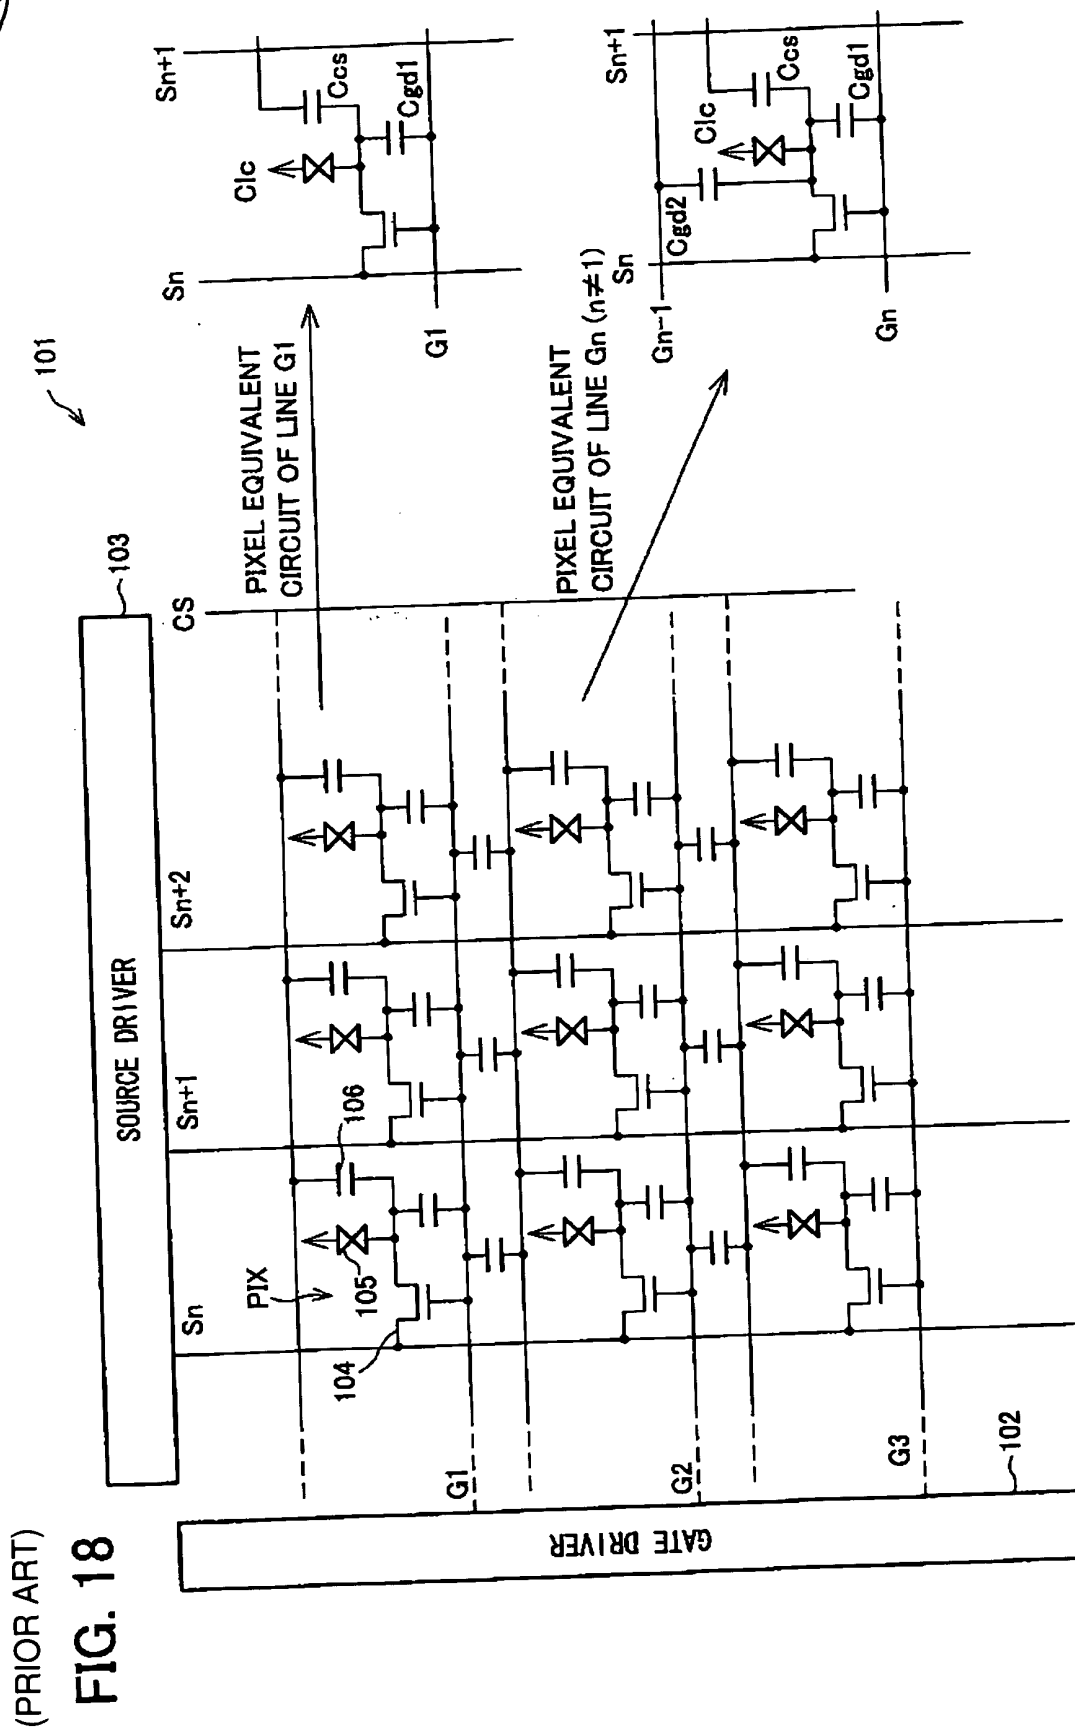 (PRIOR ART)
FIG. 18
101
SOURCE DRIVER
103
GATE DRIVER
102
Sn
Sn+1
Sn+2
CS
PIX
104
105
106
G1
G2
G3
PIXEL EQUIVALENT
CIRCUIT OF LINE G1
Sn
Sn+1
Clc
Ccs
Cgd1
G1
PIXEL EQUIVALENT
CIRCUIT OF LINE Gn (n≠1)
Sn
Sn+1
Gn-1
Cgd2
Clc
Ccs
Cgd1
Gn